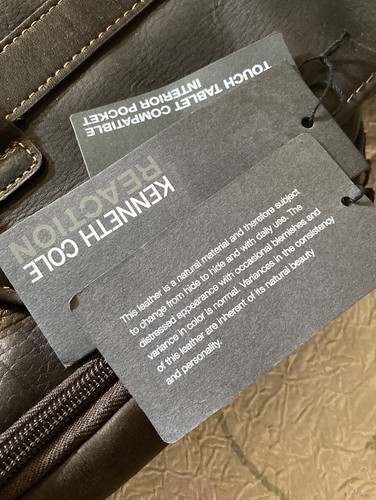 TOUCH TABLET COMPATIBLE
INTERIOR POCKET
KENNETH COLE
REACTION
This leather is a natural material and therefore subject
to change from hide to hide and with daily use. The
distressed appearance with occasional blemishes and
variance in color is normal. Variances in the consistency
of this leather are inherent of its natural beauty
and personality.